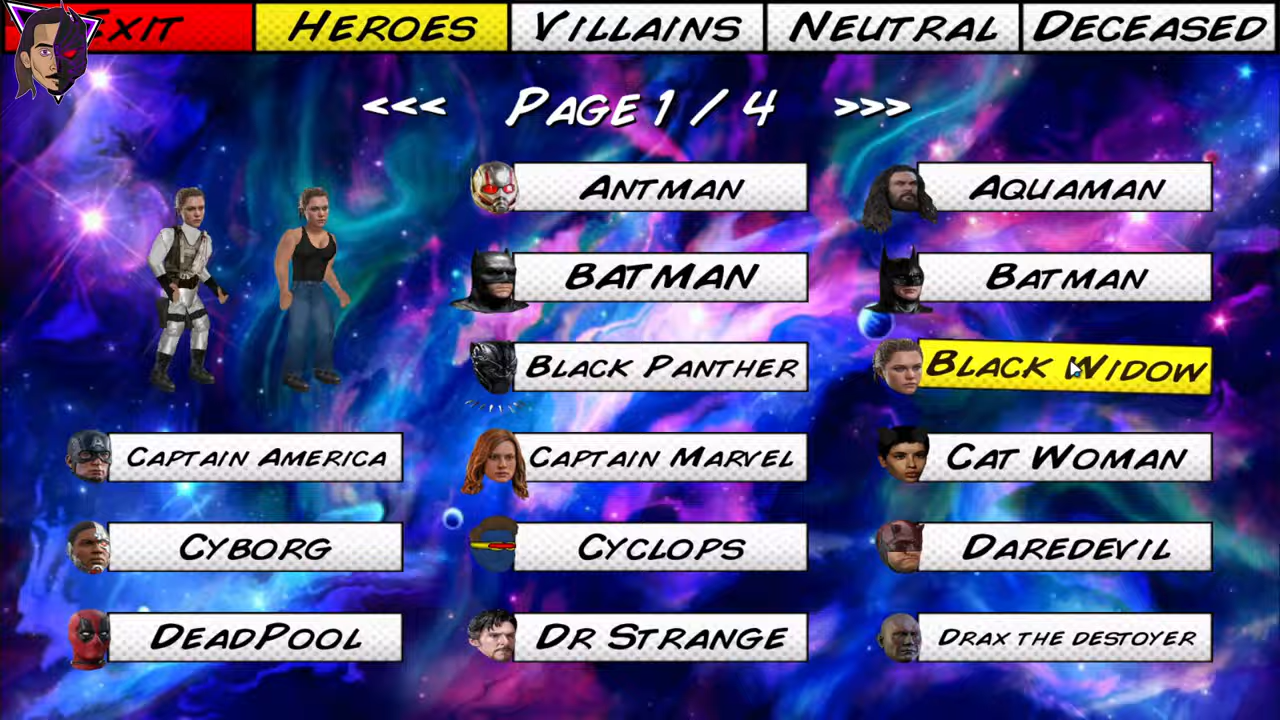 EXIT HEROES VILLAINS NEUTRAL DECEASED
<<< PAGE 1 / 4 >>>
ANTMAN AQUAMAN
BATMAN BATMAN
BLACK PANTHER BLACK WIDOW
CAPTAIN AMERICA CAPTAIN MARVEL CAT WOMAN
CYBORG CYCLOPS DAREDEVIL
DEADPOOL DR STRANGE DRAX THE DESTOYER